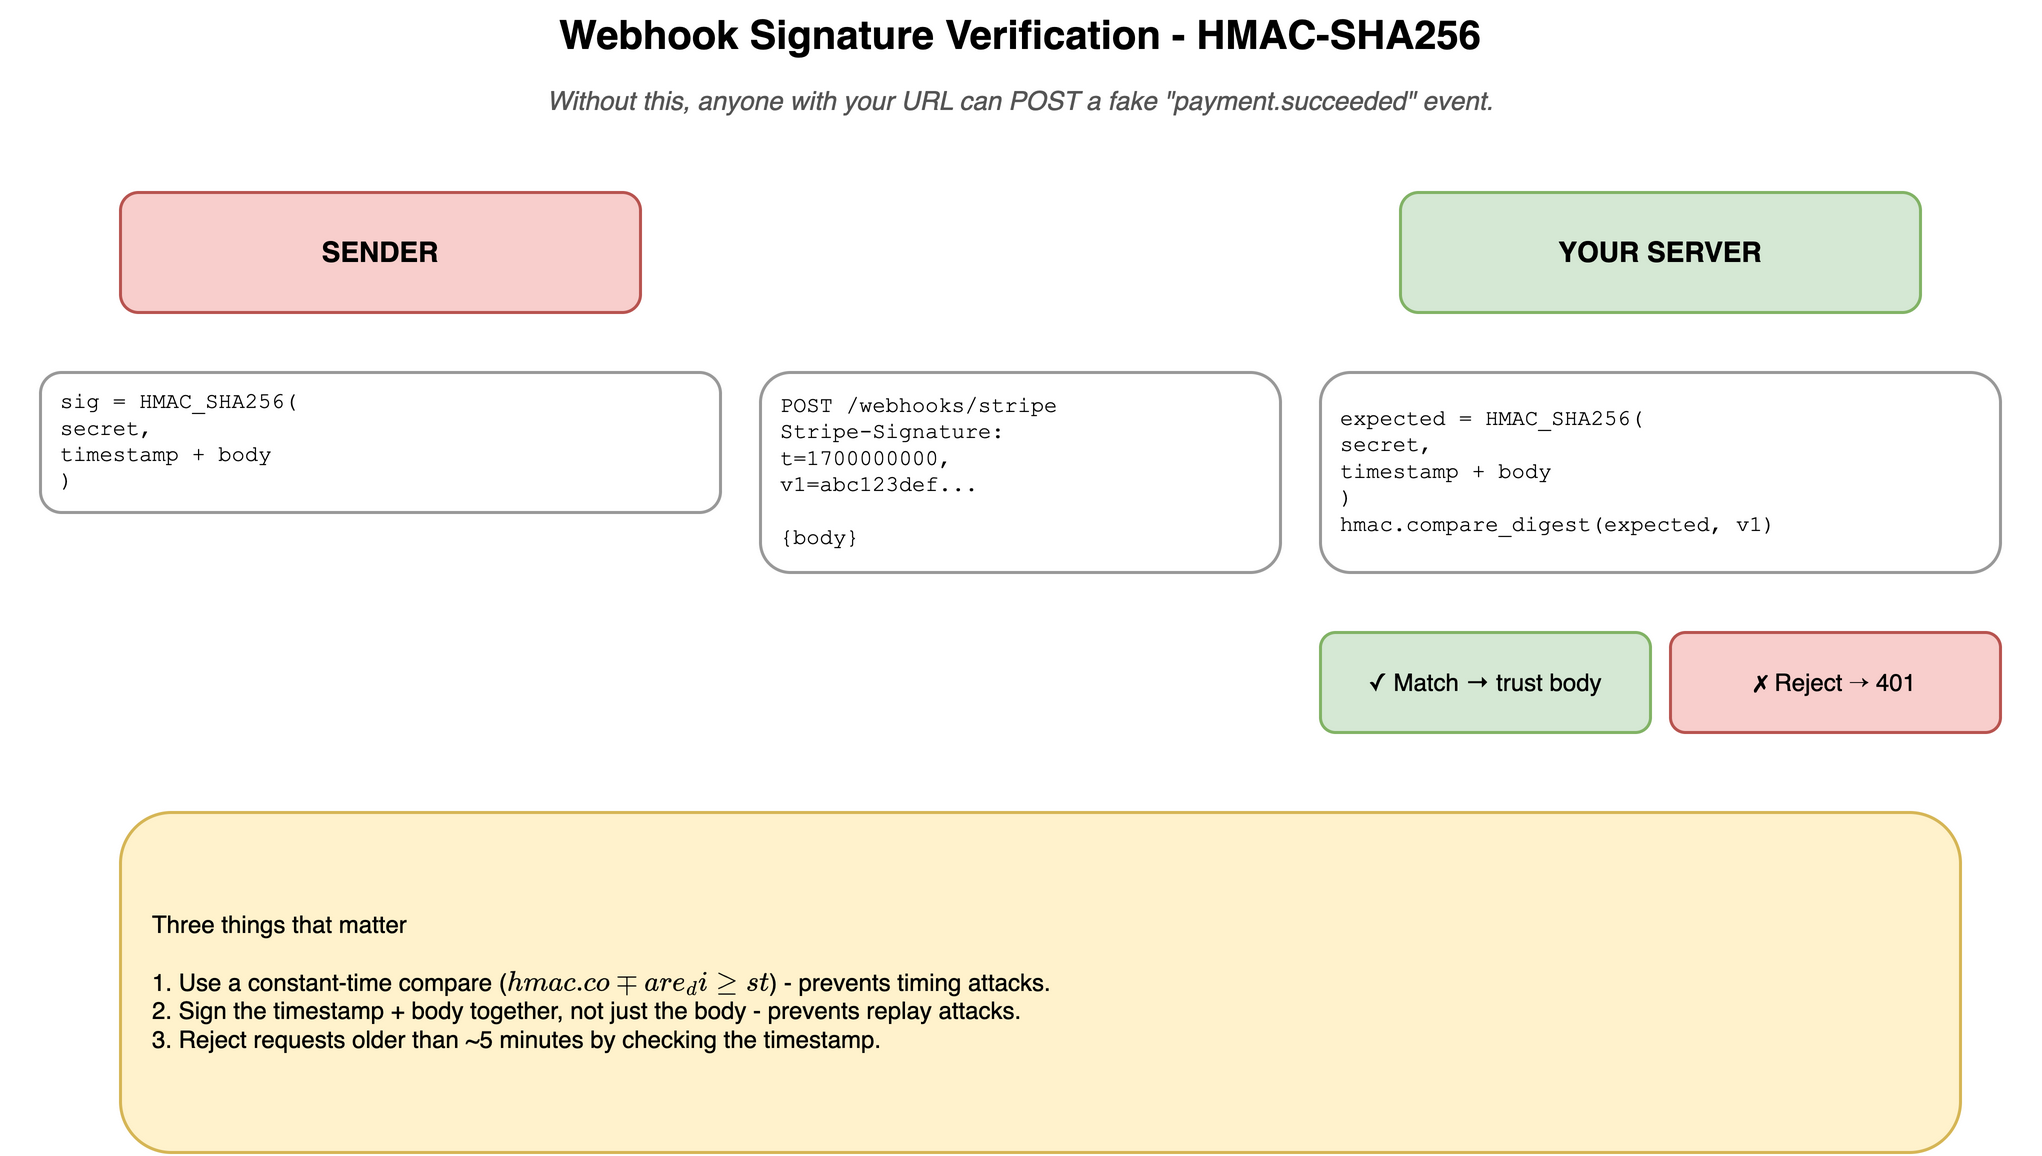 Webhook Signature Verification - HMAC-SHA256
Without this, anyone with your URL can POST a fake "payment.succeeded" event.
SENDER
YOUR SERVER
sig = HMAC_SHA256(
secret,
timestamp + body
)
POST /webhooks/stripe
Stripe-Signature:
t=1700000000,
v1=abc123def...
{body}
expected = HMAC_SHA256(
secret,
timestamp + body
)
hmac.compare_digest(expected, v1)
✓ Match → trust body
✗ Reject → 401
Three things that matter
1. Use a constant-time compare (hmac.co ∓ are_d i ≥ st) - prevents timing attacks.
2. Sign the timestamp + body together, not just the body - prevents replay attacks.
3. Reject requests older than ~5 minutes by checking the timestamp.